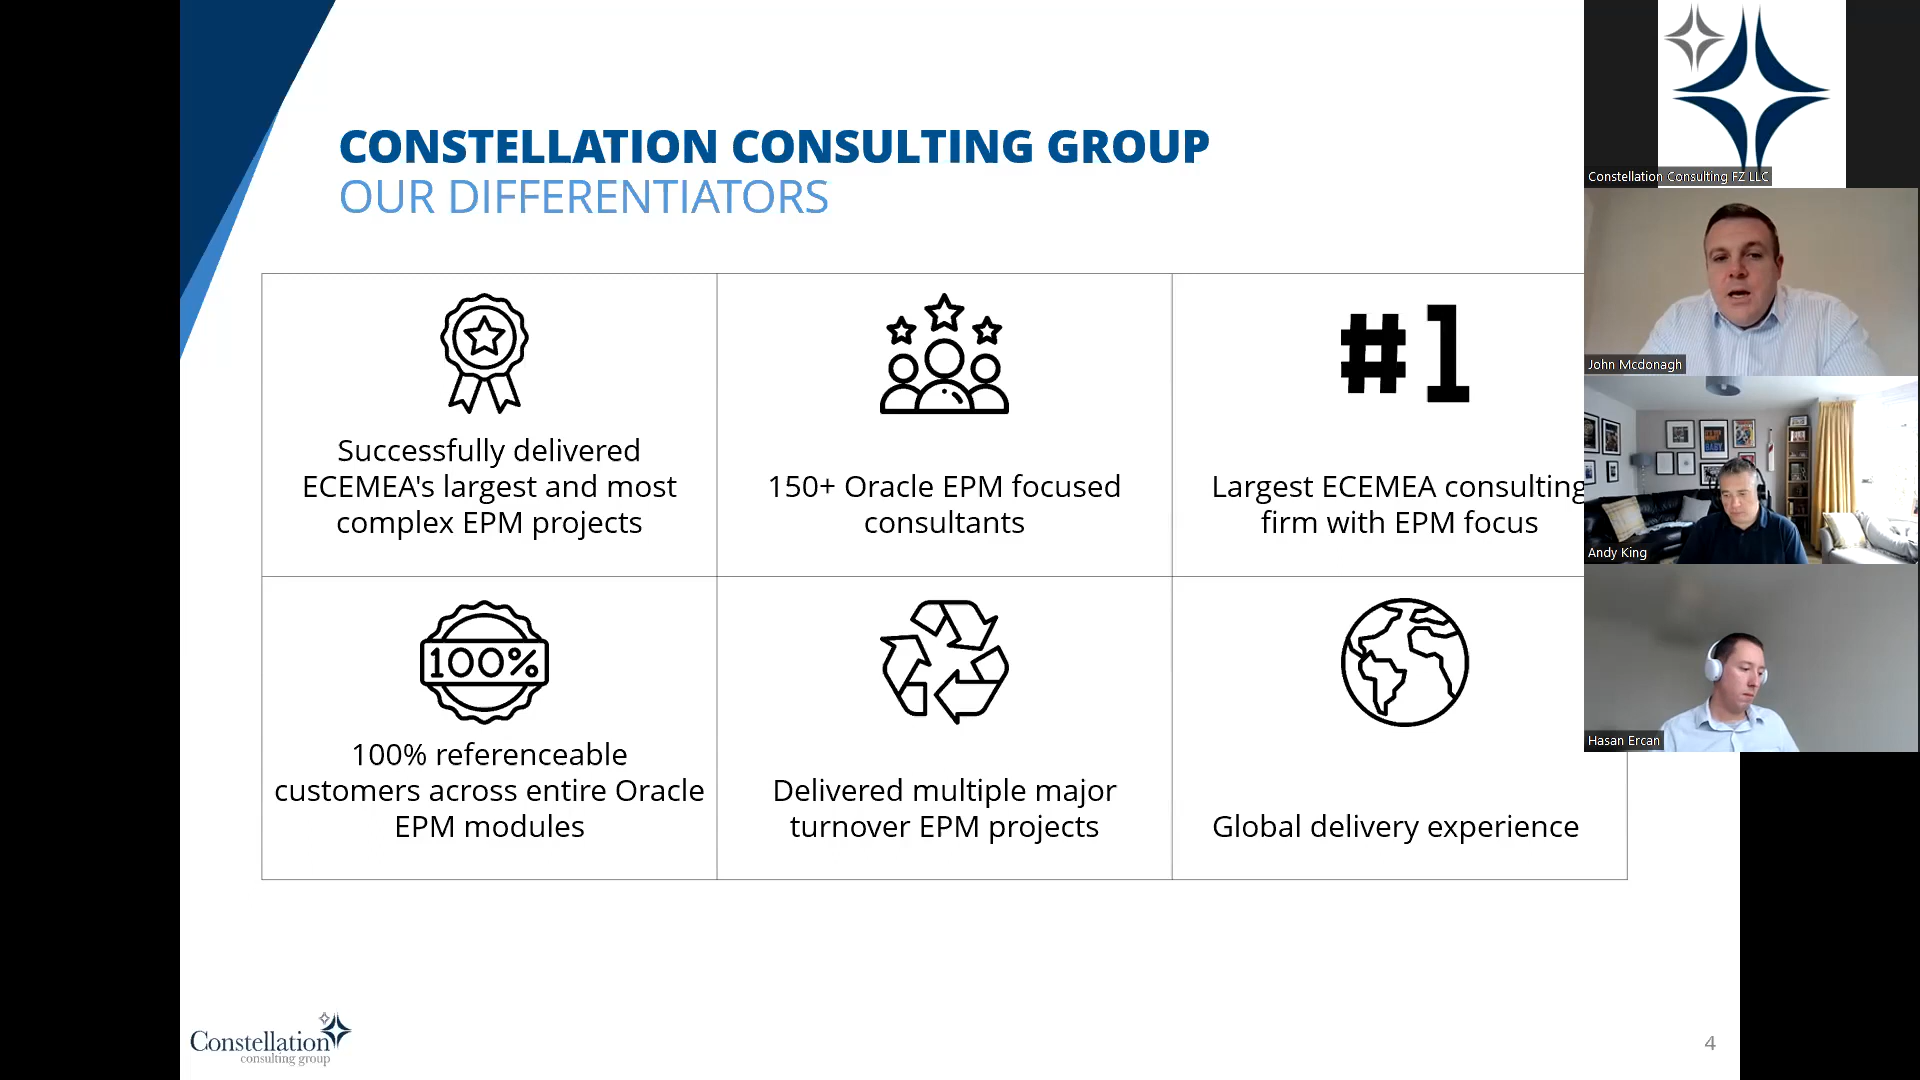 CONSTELLATION CONSULTING GROUP
OUR DIFFERENTIATORS
Successfully delivered
ECEMEA's largest and most
complex EPM projects
150+ Oracle EPM focused
consultants
#1
Largest ECEMEA consulting
firm with EPM focus
100%
100% referenceable
customers across entire Oracle
EPM modules
Delivered multiple major
turnover EPM projects
Global delivery experience
Constellation
consulting group
4
Constellation Consulting FZ LLC
John Mcdonagh
Andy King
Hasan Ercan